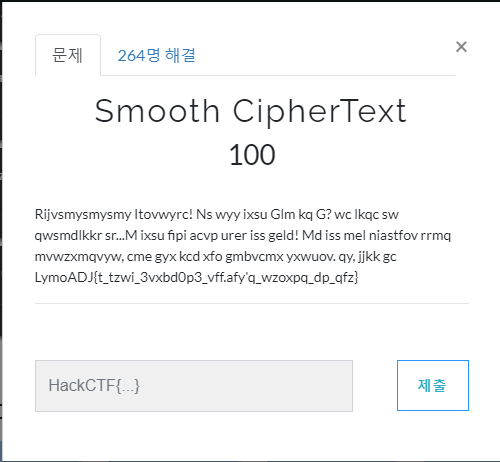 문제
264명 해결
×
Smooth CipherText
100
Rijvsmysmysmy Itovwyrc! Ns wyy ixsu Glm kq G? wc lkqc sw
qwsmdlkkr sr...M ixsu fipi acvp urer iss geld! Md iss mel niastfov rrmq
mvwzxmqvyw, cme gyx kcd xfo gmbvcmx yxwuov. qy, jjkk gc
LymoADJ{t_tzwi_3vxbd0p3_vff.afy'q_wzoxpq_dp_qfz}
HackCTF{...}
제출